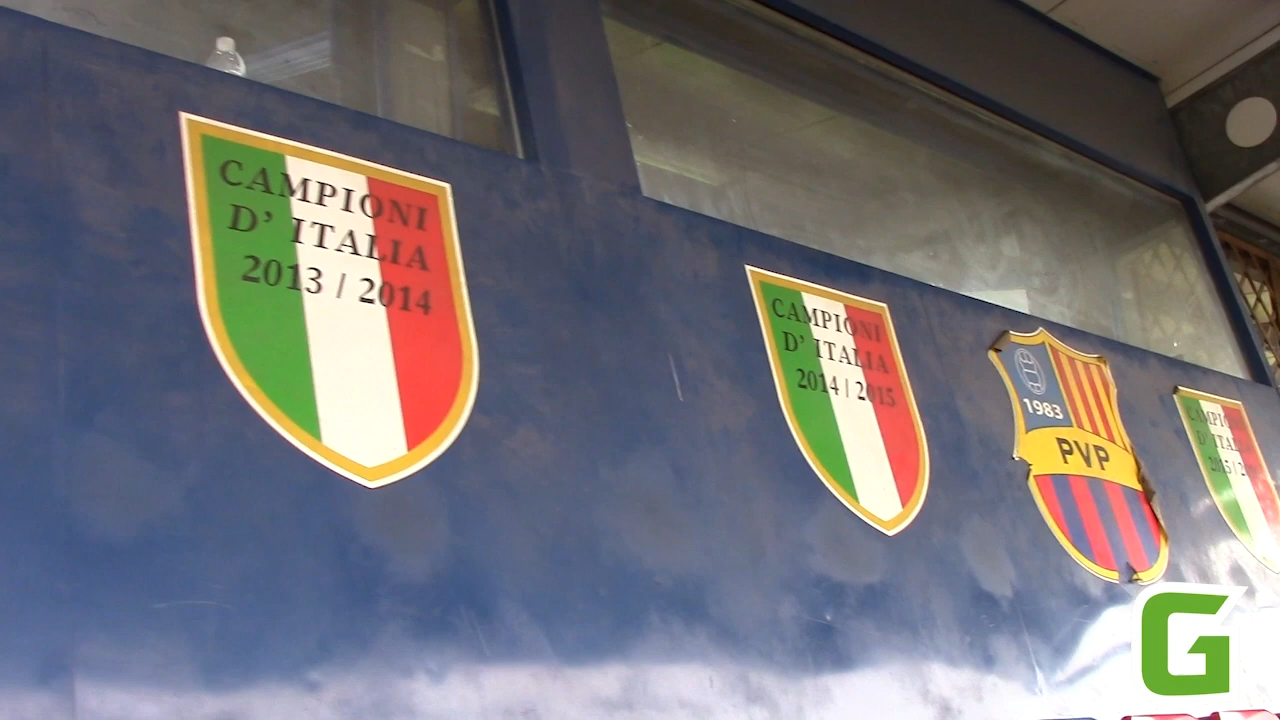 CAMPIONI
D' ITALIA
2013 / 2014
CAMPIONI
D' ITALIA
2014 / 2015
1983
PVP
G